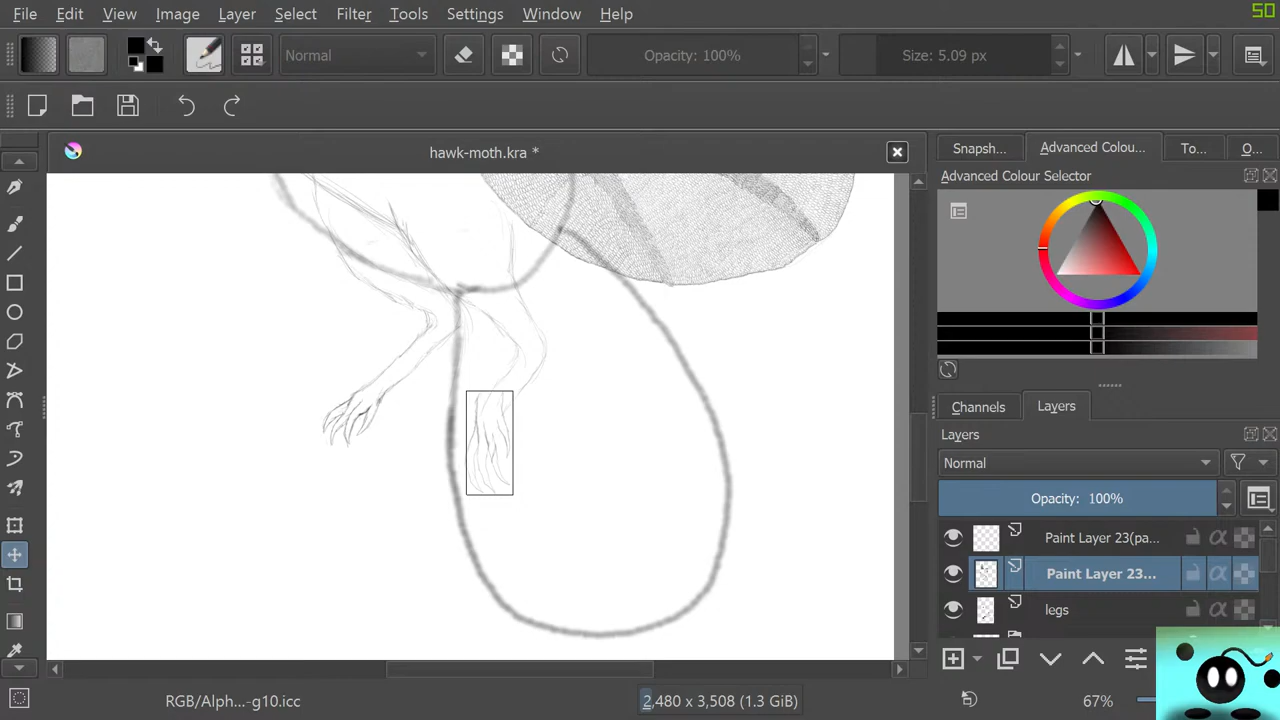 50
File Edit View Image Layer Select Filter Tools Settings Window Help
Normal Opacity: 100% Size: 5.09 px
hawk-moth.kra *
Snapsh... Advanced Colou... To... O...
Advanced Colour Selector
Channels Layers
Layers
Normal
Opacity: 100%
Paint Layer 23(pa...
Paint Layer 23...
legs
RGB/Alph...-g10.icc 2,480 x 3,508 (1.3 GiB) 67%